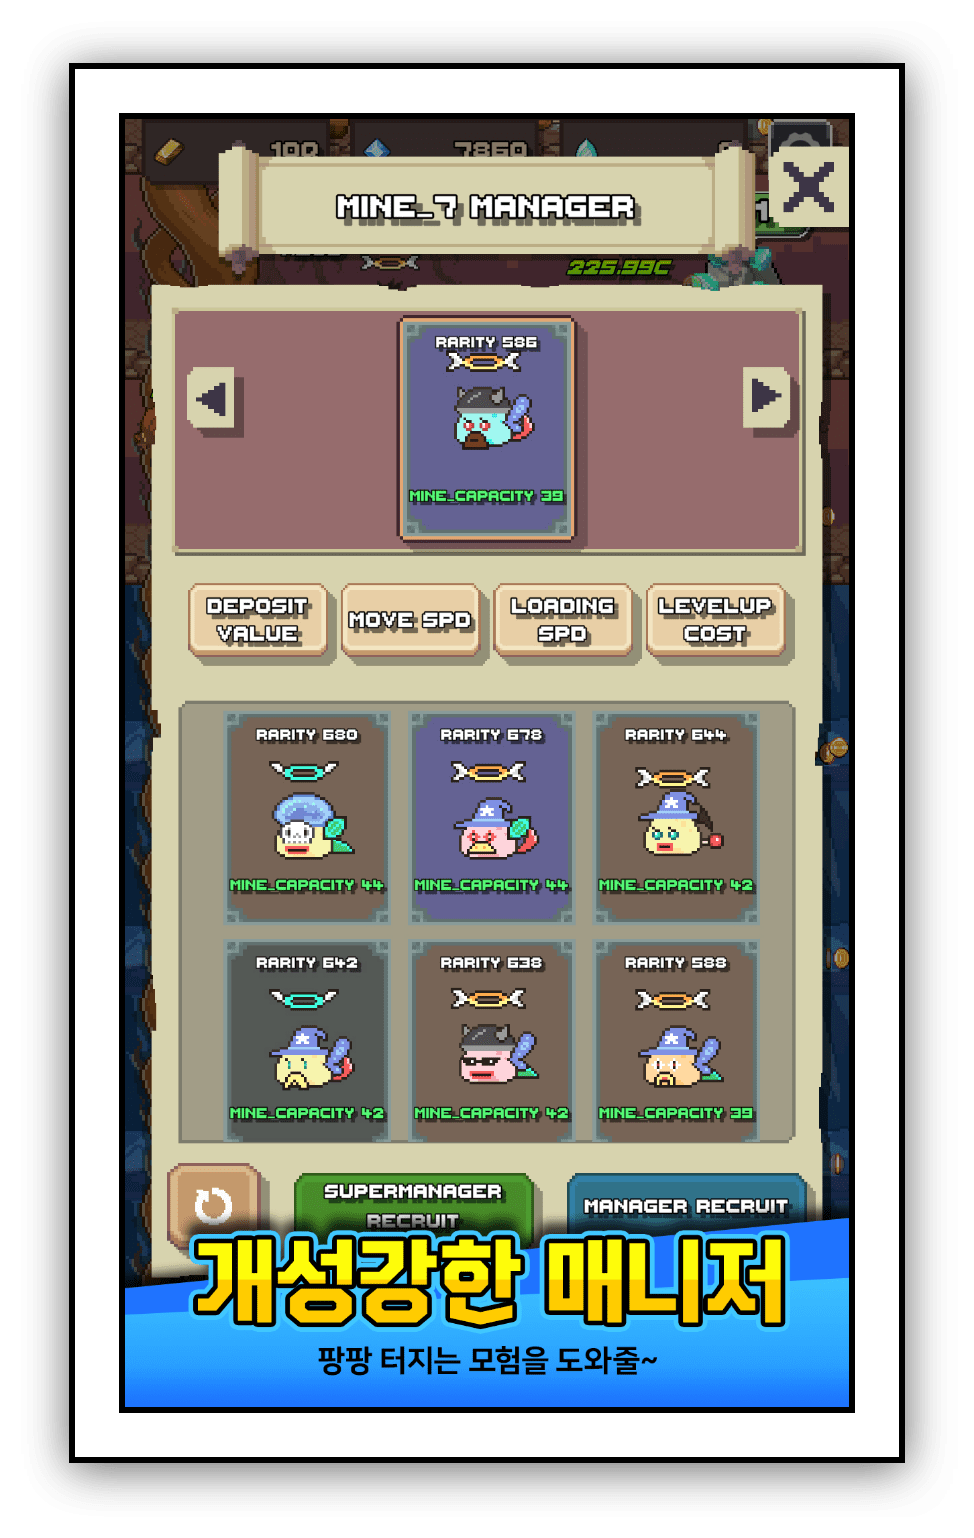 100
7860
MINE_7 MANAGER
225.99C
RARITY 586
MINE_CAPACITY 39
DEPOSIT
VALUE
MOVE SPD
LOADING
SPD
LEVELUP
COST
RARITY 680
MINE_CAPACITY 44
RARITY 678
MINE_CAPACITY 44
RARITY 644
MINE_CAPACITY 42
RARITY 642
MINE_CAPACITY 42
RARITY 638
MINE_CAPACITY 42
RARITY 588
MINE_CAPACITY 39
SUPERMANAGER
RECRUIT
MANAGER RECRUIT
개성강한 매니저
팡팡 터지는 모험을 도와줄~